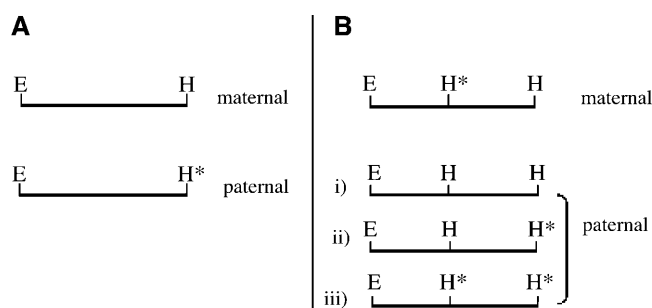 A
E H maternal
E H* paternal
B
E H* H maternal
i) E H H
ii) E H H*
paternal
iii) E H* H*